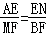 AE/MF = EN/BF